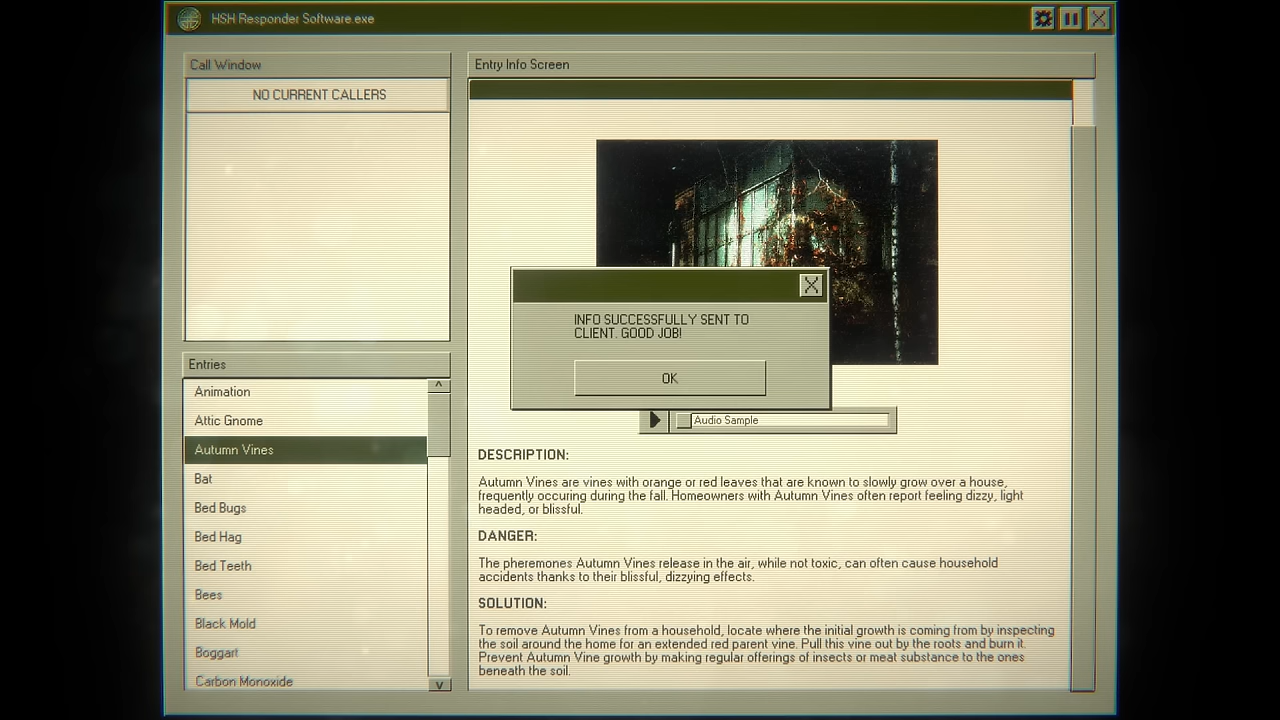 HSH Responder Software.exe
Call Window
NO CURRENT CALLERS
Entries
Animation
Attic Gnome
Autumn Vines
Bat
Bed Bugs
Bed Hag
Bed Teeth
Bees
Black Mold
Boggart
Carbon Monoxide
Entry Info Screen
INFO SUCCESSFULLY SENT TO
CLIENT. GOOD JOB!
OK
Audio Sample
DESCRIPTION:
Autumn Vines are vines with orange or red leaves that are known to slowly grow over a house,
frequently occuring during the fall. Homeowners with Autumn Vines often report feeling dizzy, light
headed, or blissful.
DANGER:
The pheremones Autumn Vines release in the air, while not toxic, can often cause household
accidents thanks to their blissful, dizzying effects.
SOLUTION:
To remove Autumn Vines from a household, locate where the initial growth is coming from by inspecting
the soil around the home for an extended red parent vine. Pull this vine out by the roots and burn it.
Prevent Autumn Vine growth by making regular offerings of insects or meat substance to the ones
beneath the soil.